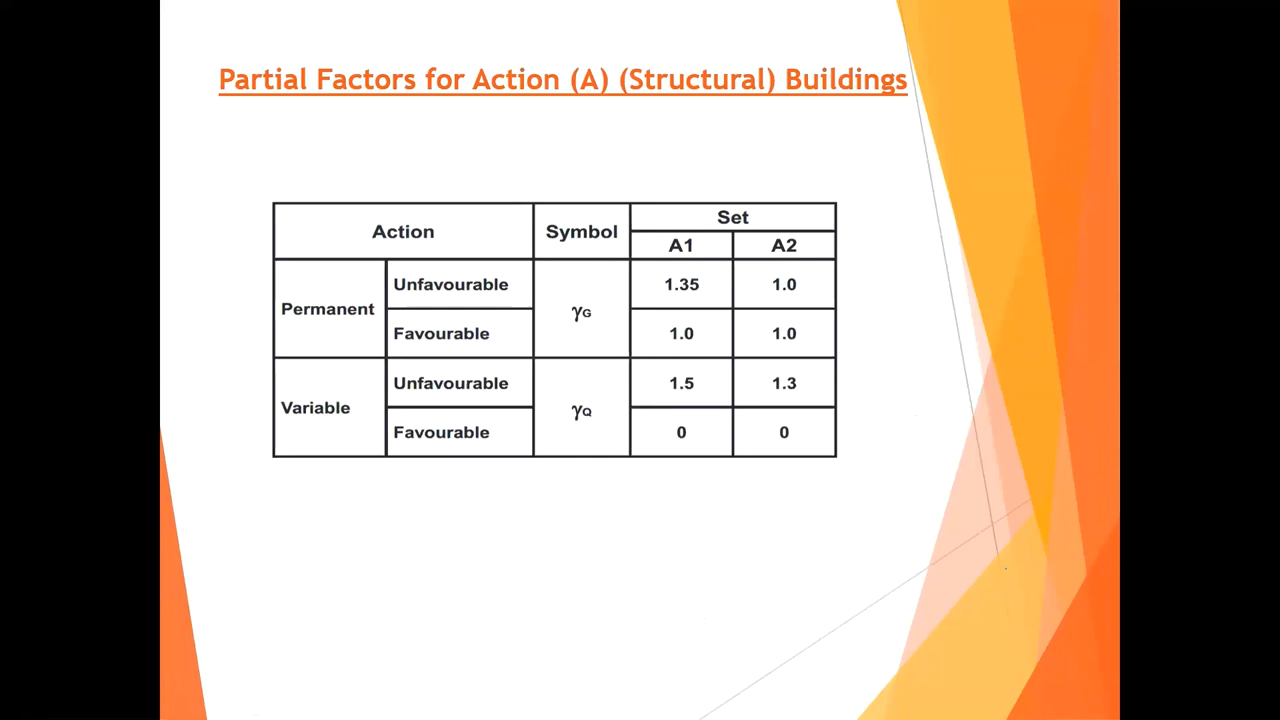 Partial Factors for Action (A) (Structural) Buildings
Action Symbol Set
A1 A2
Permanent Unfavourable γG 1.35 1.0
Favourable 1.0 1.0
Variable Unfavourable γQ 1.5 1.3
Favourable 0 0